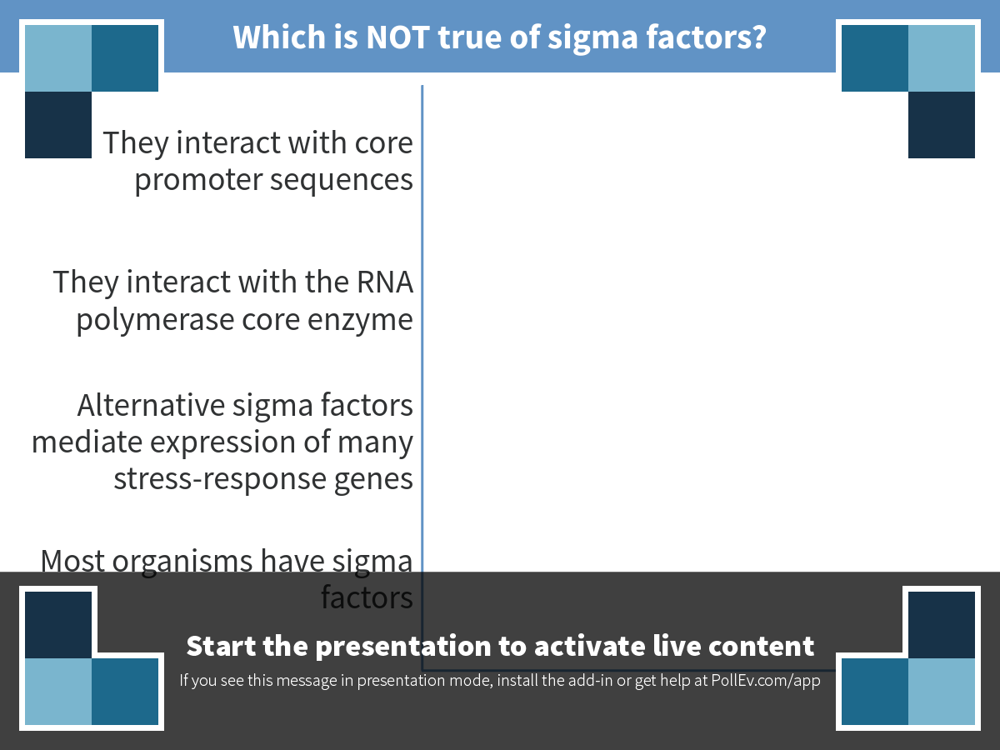 Which is NOT true of sigma factors?
They interact with core
promoter sequences
They interact with the RNA
polymerase core enzyme
Alternative sigma factors
mediate expression of many
stress-response genes
Most organisms have sigma
factors
Start the presentation to activate live content
If you see this message in presentation mode, install the add-in or get help at PollEv.com/app